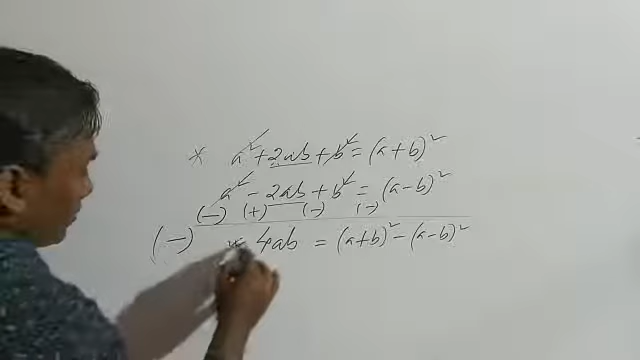 * a² + 2ab + b² = (a+b)²
a² - 2ab + b² = (a-b)²
(-) (+) (-) (-)
(-) * 4ab = (a+b)² - (a-b)²